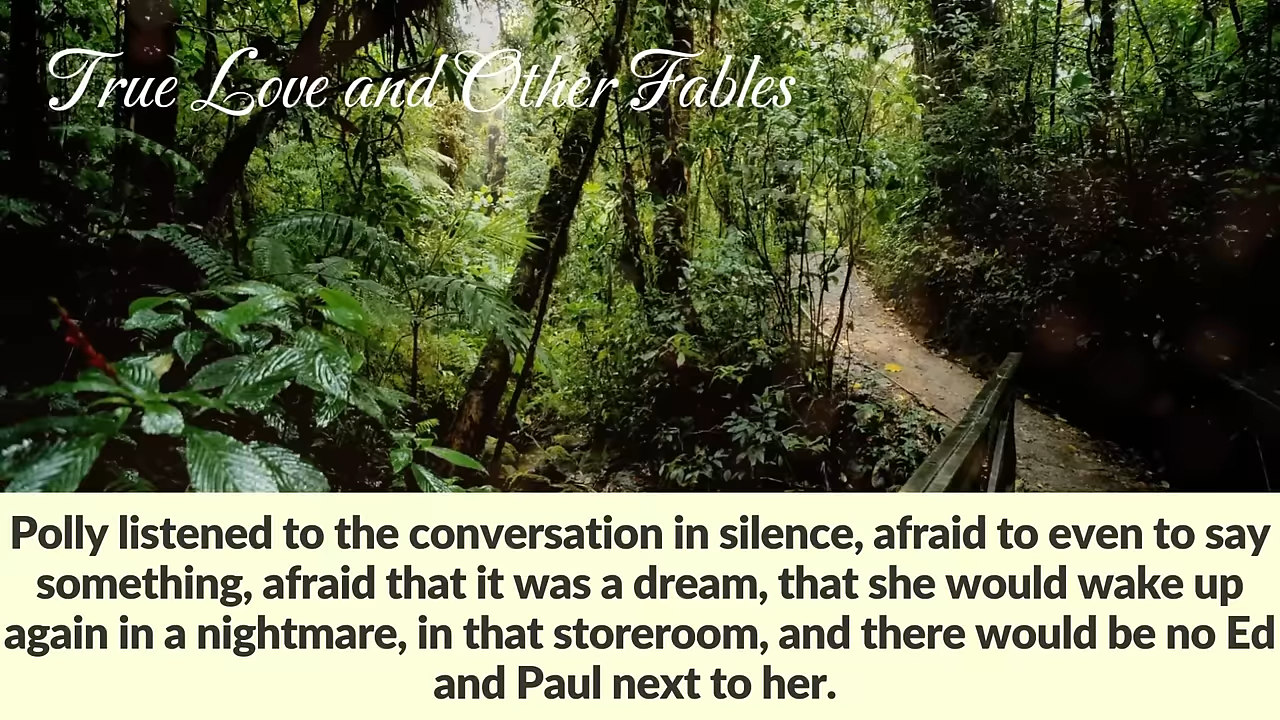 True Love and Other Fables
Polly listened to the conversation in silence, afraid to even to say
something, afraid that it was a dream, that she would wake up
again in a nightmare, in that storeroom, and there would be no Ed
and Paul next to her.